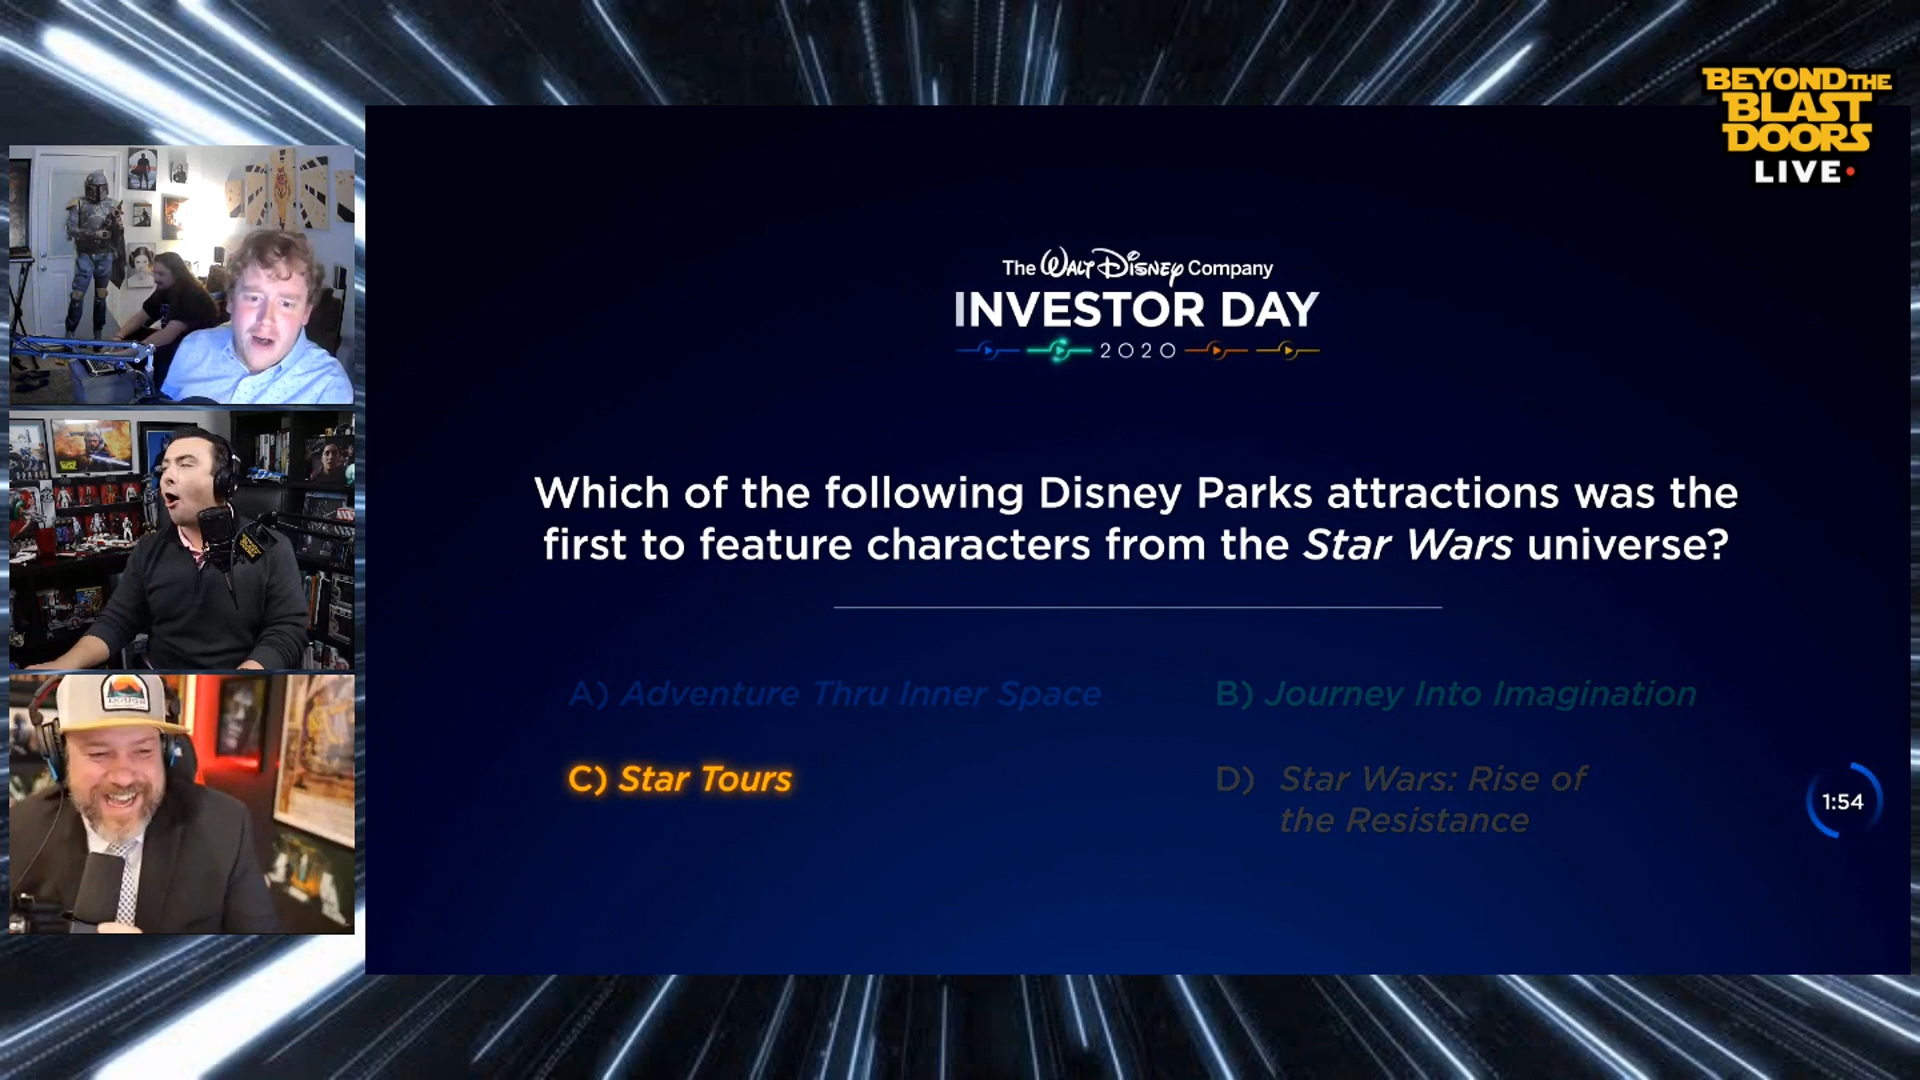 BEYOND THE
BLAST
DOORS
LIVE
The Walt Disney Company
INVESTOR DAY
2020
Which of the following Disney Parks attractions was the
first to feature characters from the Star Wars universe?
A) Adventure Thru Inner Space
B) Journey Into Imagination
C) Star Tours
D) Star Wars: Rise of
the Resistance
1:54